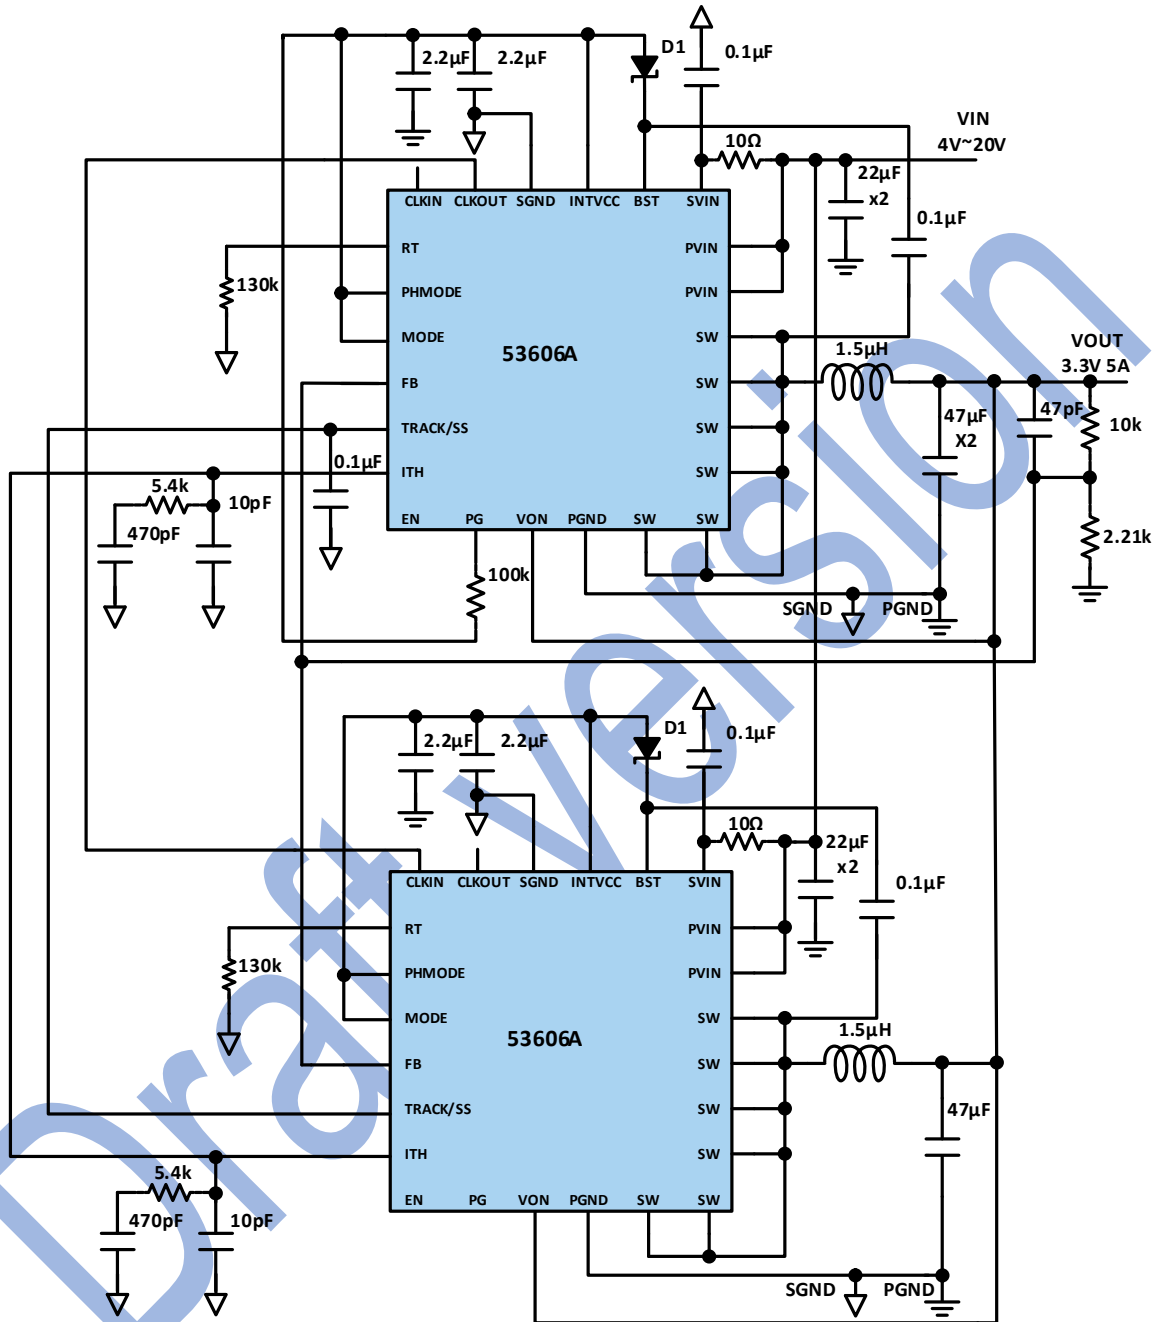 D1
2.2µF 2.2µF 0.1µF
VIN
4V~20V
10Ω
22µF
x2
0.1µF
CLKIN CLKOUT SGND INTVCC BST SVIN
RT PVIN
130k
PHMODE PVIN
MODE SW
53606A
1.5µH
VOUT
3.3V 5A
FB SW
47µF
X2
47pF
10k
TRACK/SS SW
0.1µF
ITH SW
5.4k
10pF
470pF
EN PG VON PGND SW SW
2.21k
100k
SGND PGND
D1
2.2µF 2.2µF 0.1µF
10Ω
22µF
x2
0.1µF
CLKIN CLKOUT SGND INTVCC BST SVIN
RT PVIN
130k
PHMODE PVIN
MODE SW
53606A
1.5µH
FB SW
TRACK/SS SW
47µF
ITH SW
5.4k
470pF 10pF
EN PG VON PGND SW SW
SGND PGND
Draft version